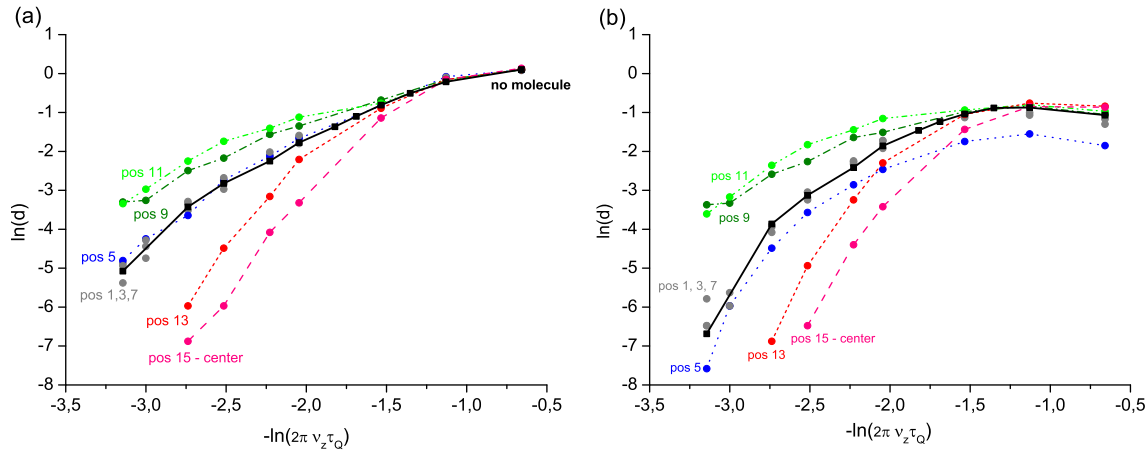 (a)
1
0
-1
-2
-3
-4
-5
-6
-7
-8
ln(d)
-3,5
-3,0
-2,5
-2,0
-1,5
-1,0
-0,5
-ln(2π ν_z τ_Q)
no molecule
pos 11
pos 9
pos 5
pos 1,3,7
pos 13
pos 15 - center
(b)
1
0
-1
-2
-3
-4
-5
-6
-7
-8
ln(d)
-3,5
-3,0
-2,5
-2,0
-1,5
-1,0
-0,5
-ln(2π ν_z τ_Q)
pos 11
pos 9
pos 1, 3, 7
pos 5
pos 13
pos 15 - center